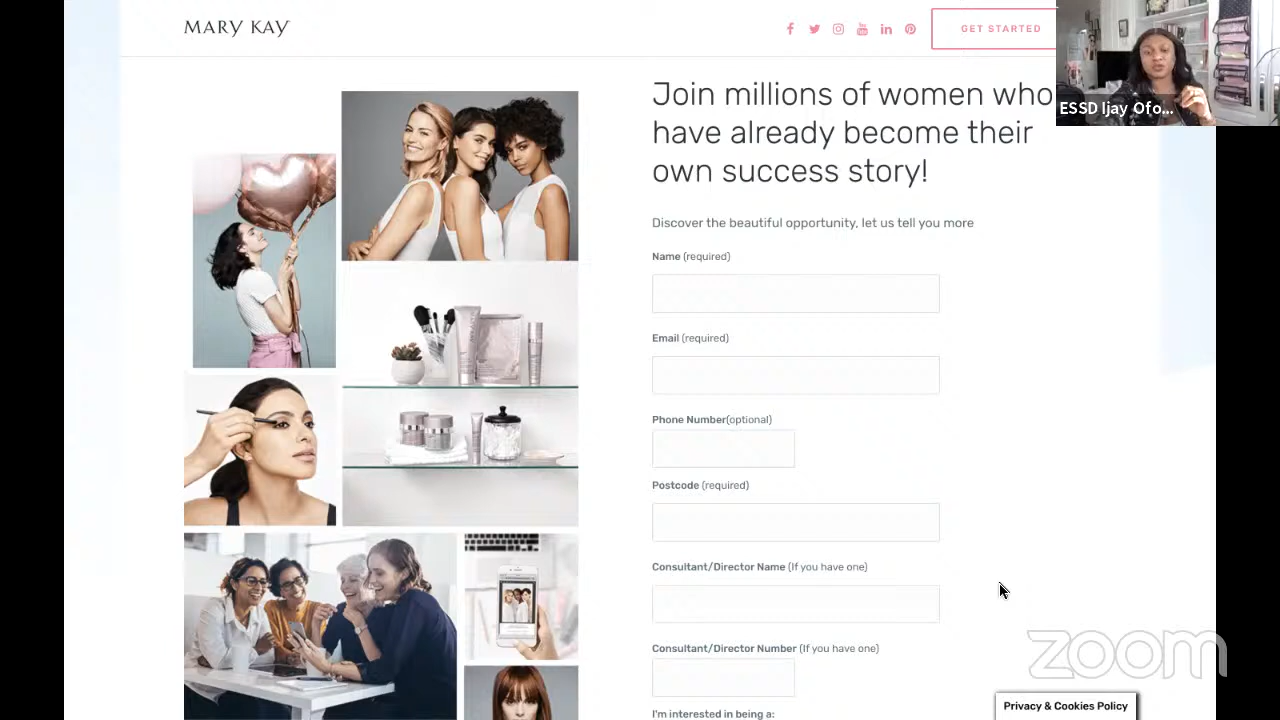 MARY KAY
GET STARTED
ESSD Ijay Ofo...
Join millions of women who
have already become their
own success story!
Discover the beautiful opportunity, let us tell you more
Name (required)
Email (required)
Phone Number(optional)
Postcode (required)
Consultant/Director Name (If you have one)
Consultant/Director Number (If you have one)
I'm interested in being a:
zoom
Privacy & Cookies Policy